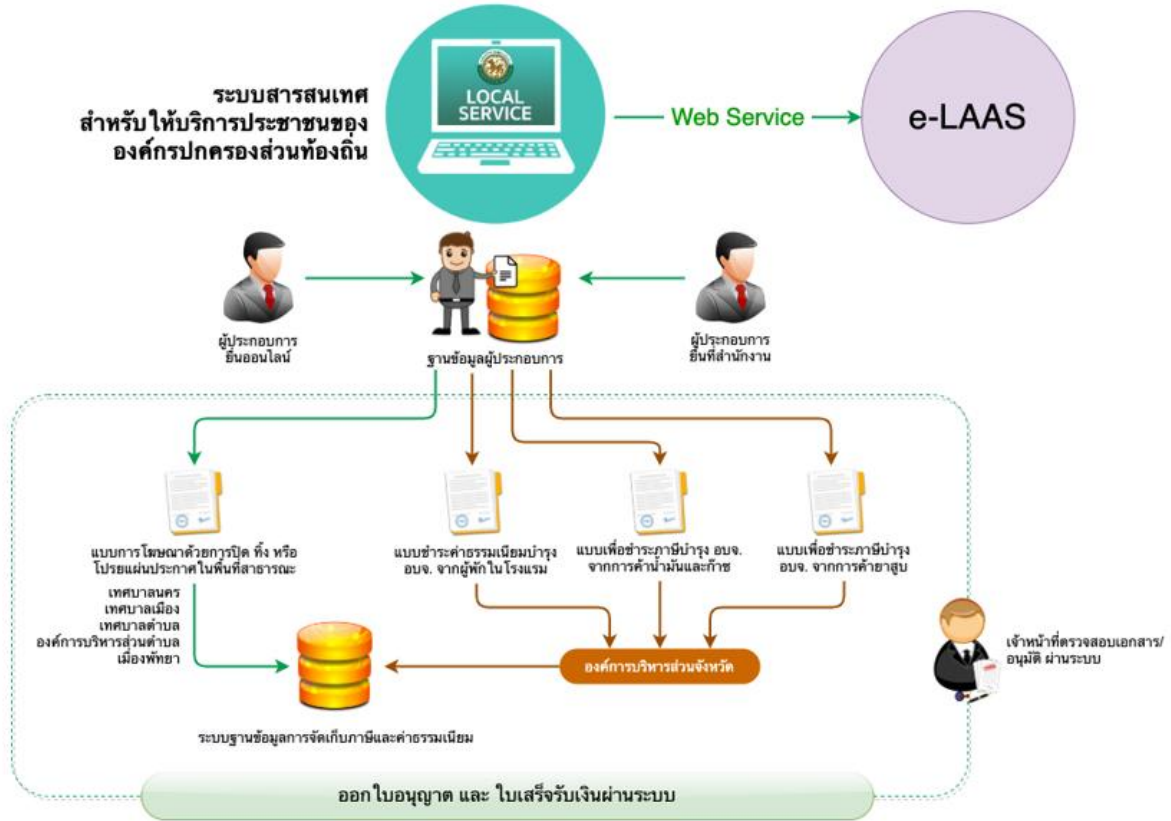 ระบบสารสนเทศ
สำหรับให้บริการประชาชนของ
องค์กรปกครองส่วนท้องถิ่น
LOCAL
SERVICE
Web Service
e-LAAS
ผู้ประกอบการ
ยื่นออนไลน์
ฐานข้อมูลผู้ประกอบการ
ผู้ประกอบการ
ยื่นที่สำนักงาน
แบบการโฆษณาด้วยการปิด ทิ้ง หรือ
โปรยแผ่นประกาศในพื้นที่สาธารณะ
เทศบาลนคร
เทศบาลเมือง
เทศบาลตำบล
องค์การบริหารส่วนตำบล
เมืองพัทยา
แบบชำระค่าธรรมเนียมบำรุง
อบจ. จากผู้พักในโรงแรม
แบบเพื่อชำระภาษีบำรุง อบจ.
จากการค้าน้ำมันและก๊าซ
แบบเพื่อชำระภาษีบำรุง
อบจ. จากการค้ายาสูบ
องค์การบริหารส่วนจังหวัด
ระบบฐานข้อมูลการจัดเก็บภาษีและค่าธรรมเนียม
เจ้าหน้าที่ตรวจสอบเอกสาร/
อนุมัติ ผ่านระบบ
ออกใบอนุญาต และ ใบเสร็จรับเงินผ่านระบบ